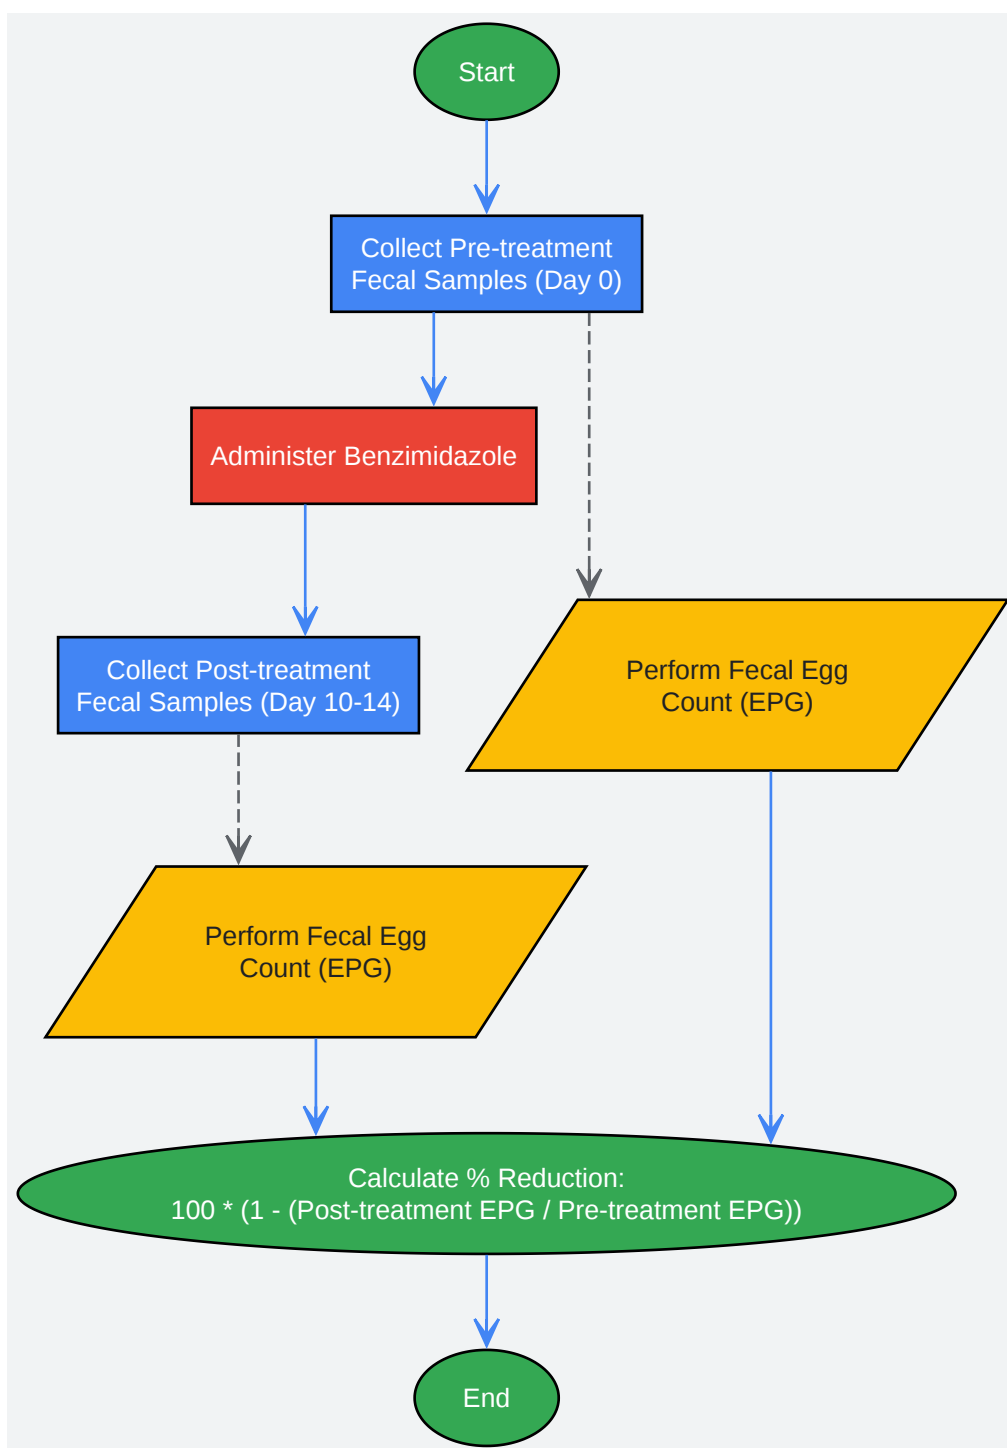 Start
Collect Pre-treatment
Fecal Samples (Day 0)
Administer Benzimidazole
Collect Post-treatment
Fecal Samples (Day 10-14)
Perform Fecal Egg
Count (EPG)
Perform Fecal Egg
Count (EPG)
Calculate % Reduction:
100 * (1 - (Post-treatment EPG / Pre-treatment EPG))
End